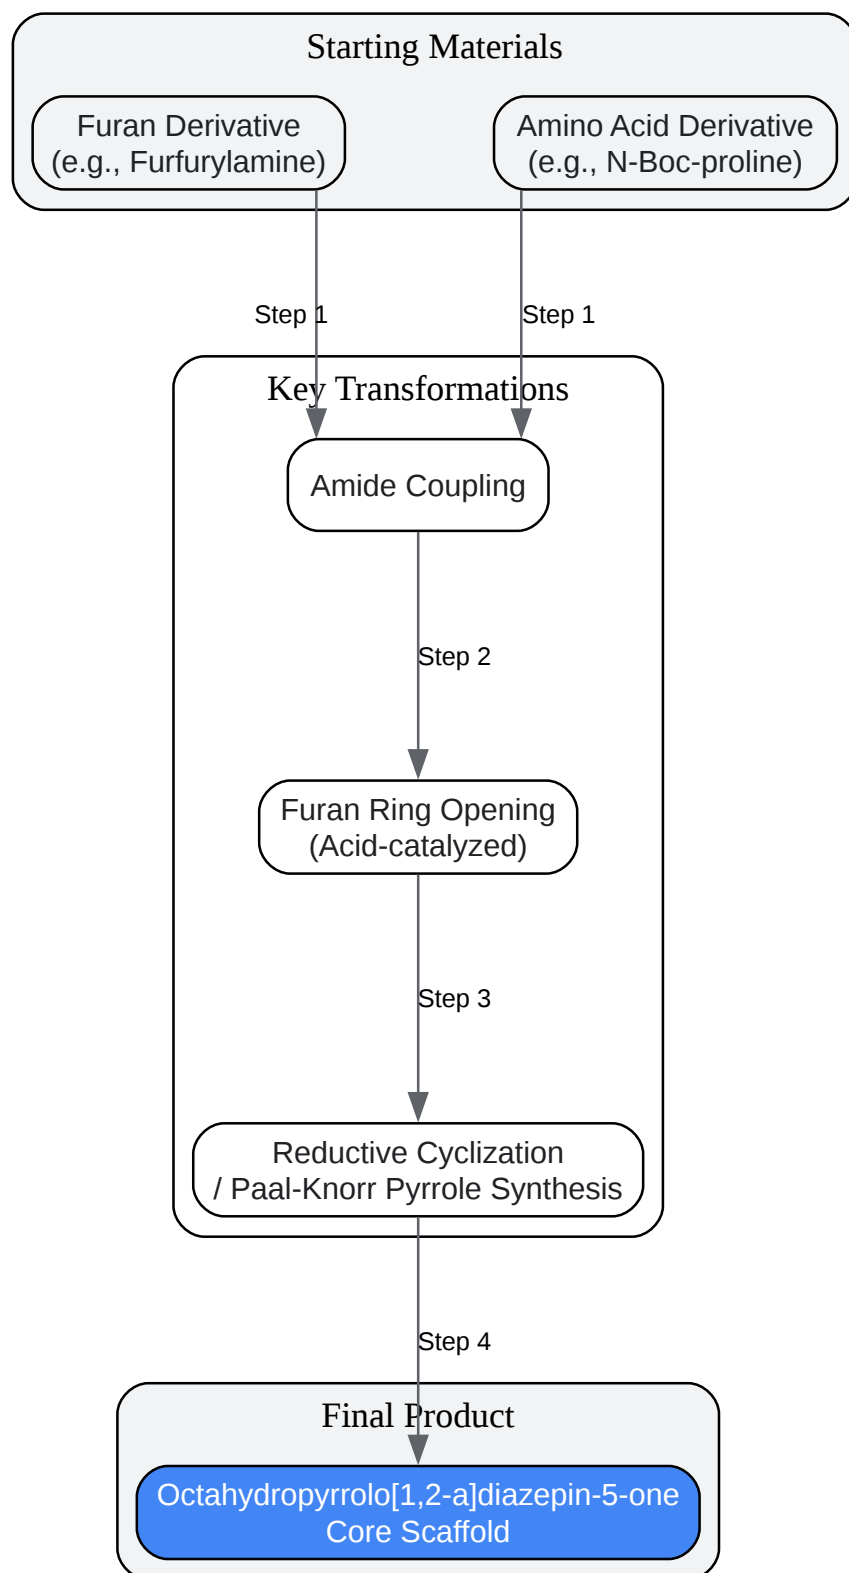 Starting Materials
Furan Derivative
(e.g., Furfurylamine)
Amino Acid Derivative
(e.g., N-Boc-proline)
Step 1
Step 1
Key Transformations
Amide Coupling
Step 2
Furan Ring Opening
(Acid-catalyzed)
Step 3
Reductive Cyclization
/ Paal-Knorr Pyrrole Synthesis
Step 4
Final Product
Octahydropyrrolo[1,2-a]diazepin-5-one
Core Scaffold